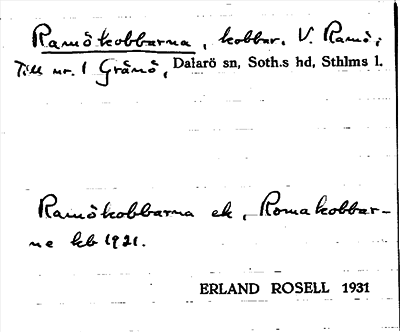 Ramökobbarna, kobbar. V. Ramö;
Till nr. 1 Grånö, Dalarö sn, Soth.s hd, Sthlms l.
Ramökobbarna ek, Romakobbar-
ne kb 1921.
ERLAND ROSELL 1931